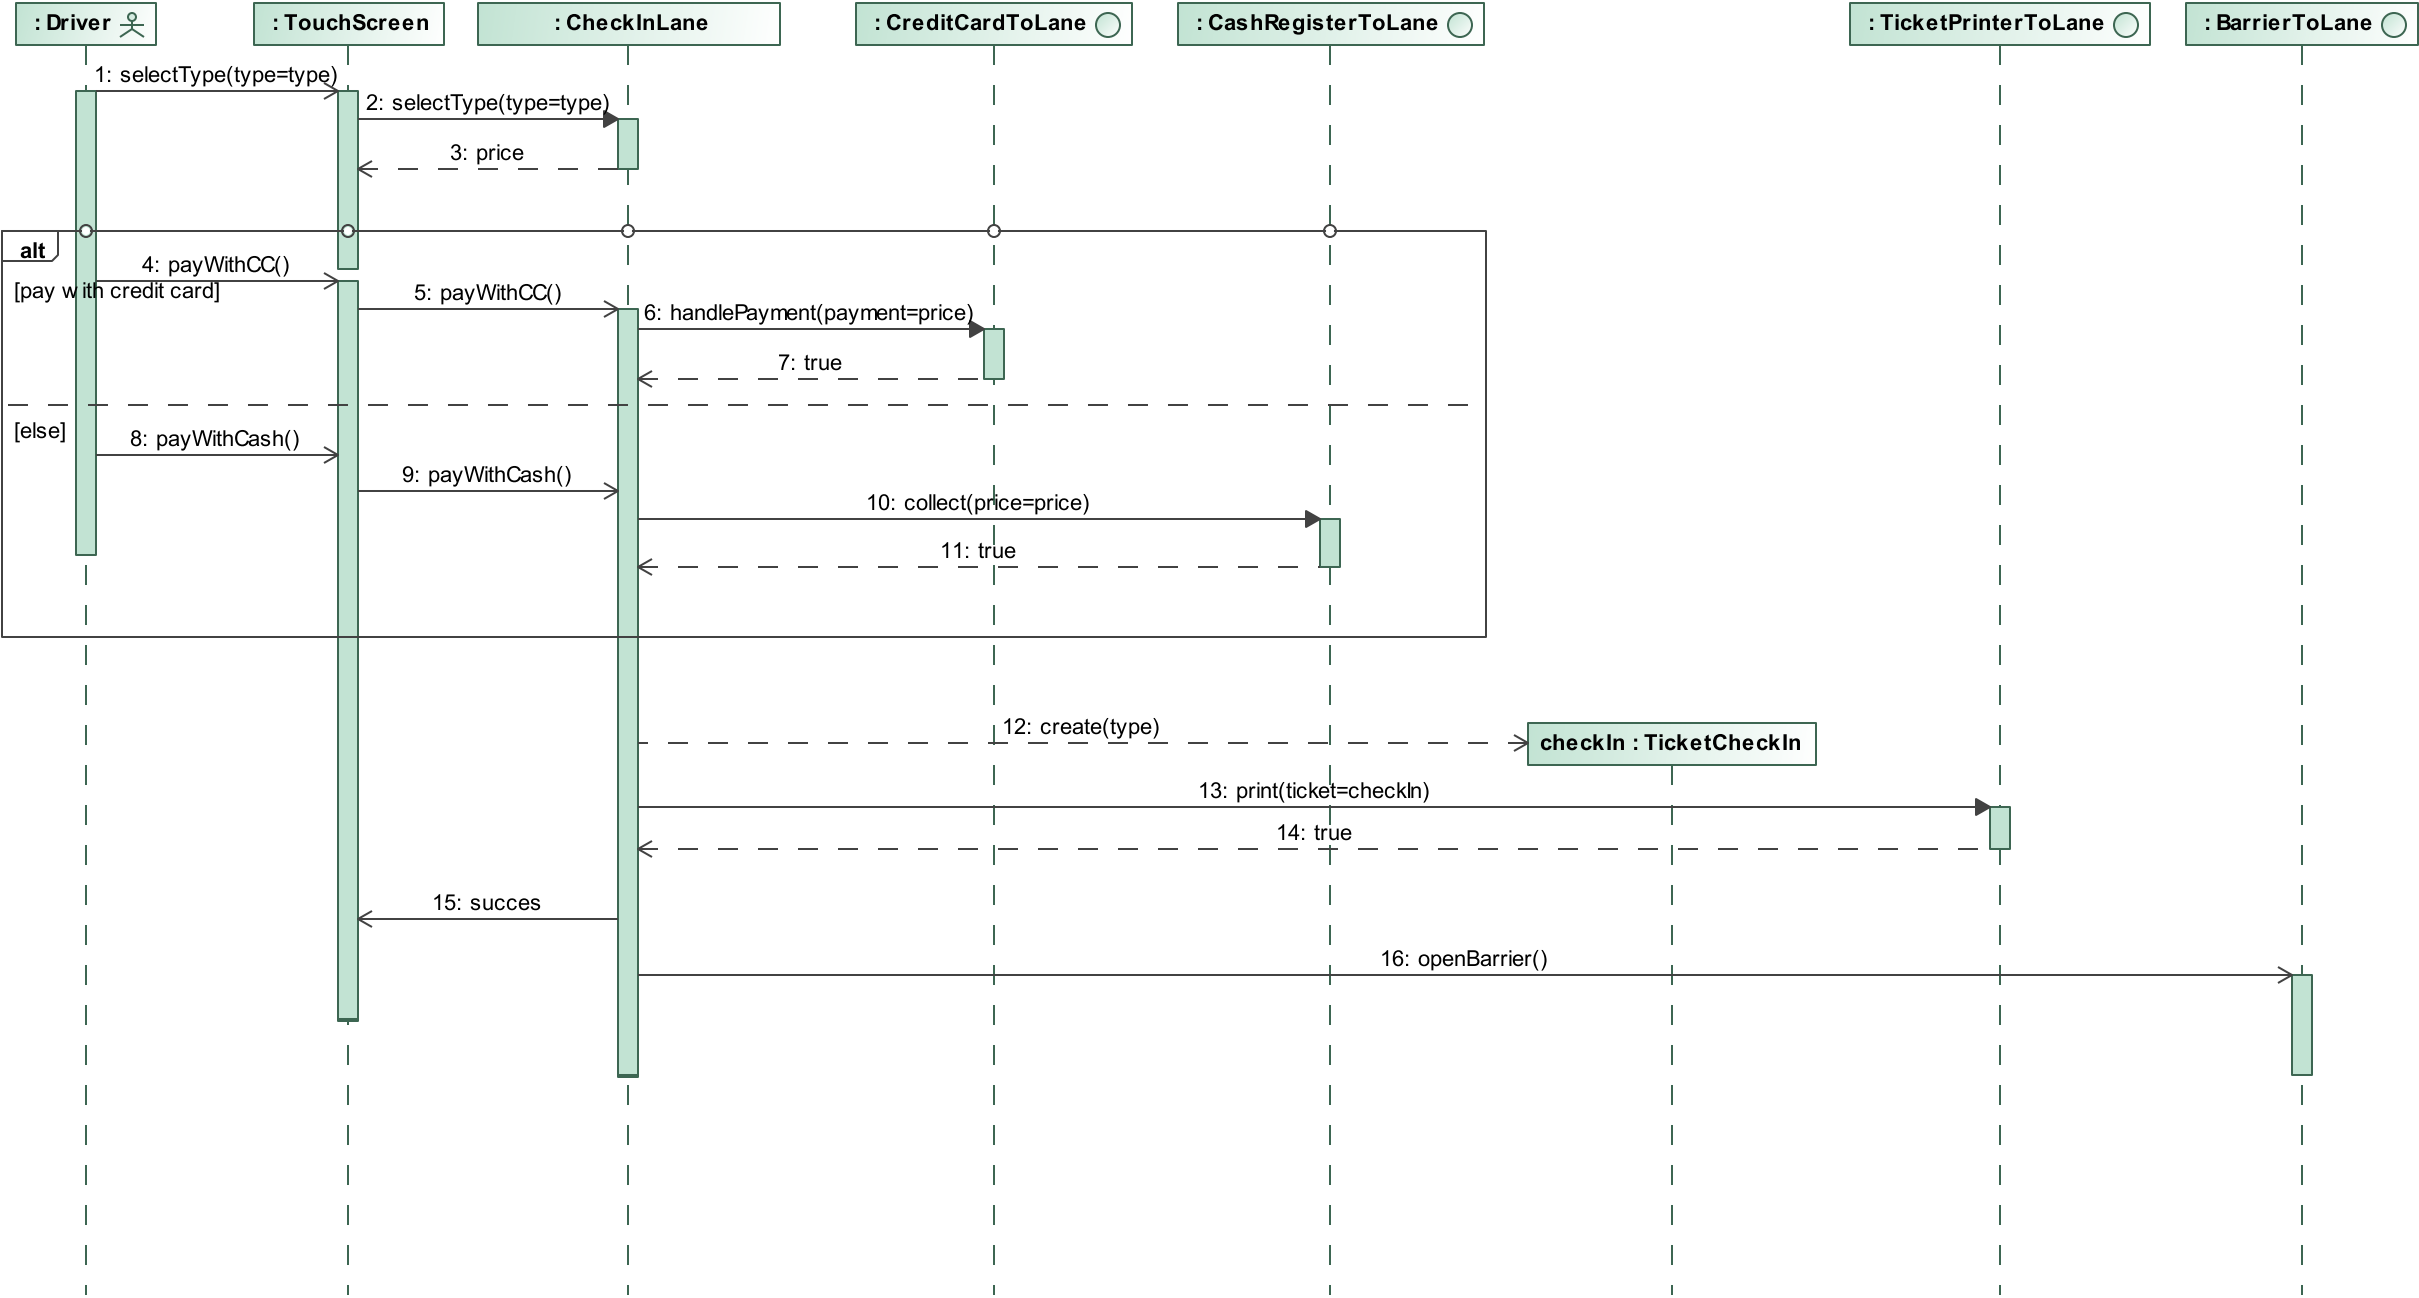 : Driver
: TouchScreen
: CheckInLane
: CreditCardToLane
: CashRegisterToLane
: TicketPrinterToLane
: BarrierToLane
1: selectType(type=type)
2: selectType(type=type)
3: price
alt
4: payWithCC()
[pay with credit card]
5: payWithCC()
6: handlePayment(payment=price)
7: true
[else]
8: payWithCash()
9: payWithCash()
10: collect(price=price)
11: true
12: create(type)
checkIn : TicketCheckIn
13: print(ticket=checkIn)
14: true
15: succes
16: openBarrier()